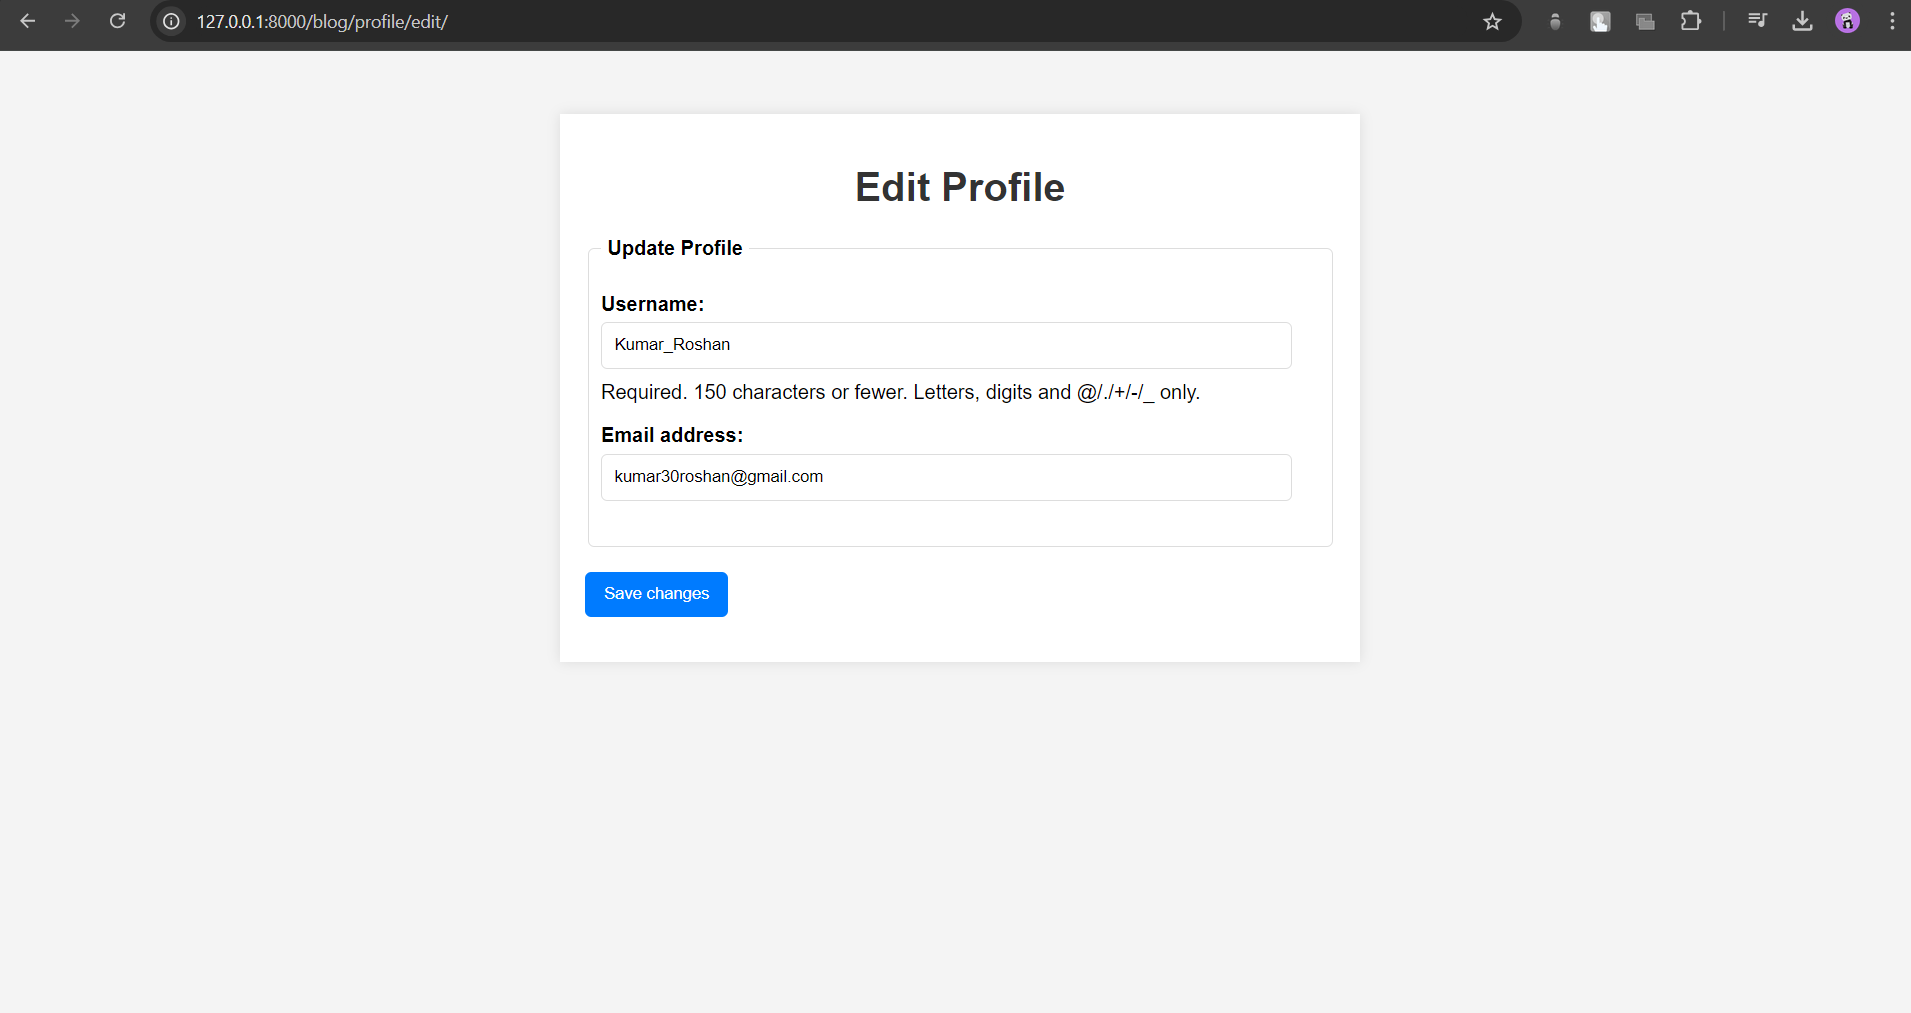 127.0.0.1:8000/blog/profile/edit/
Edit Profile
Update Profile
Username:
Kumar_Roshan
Required. 150 characters or fewer. Letters, digits and @/./+/-/_ only.
Email address:
kumar30roshan@gmail.com
Save changes